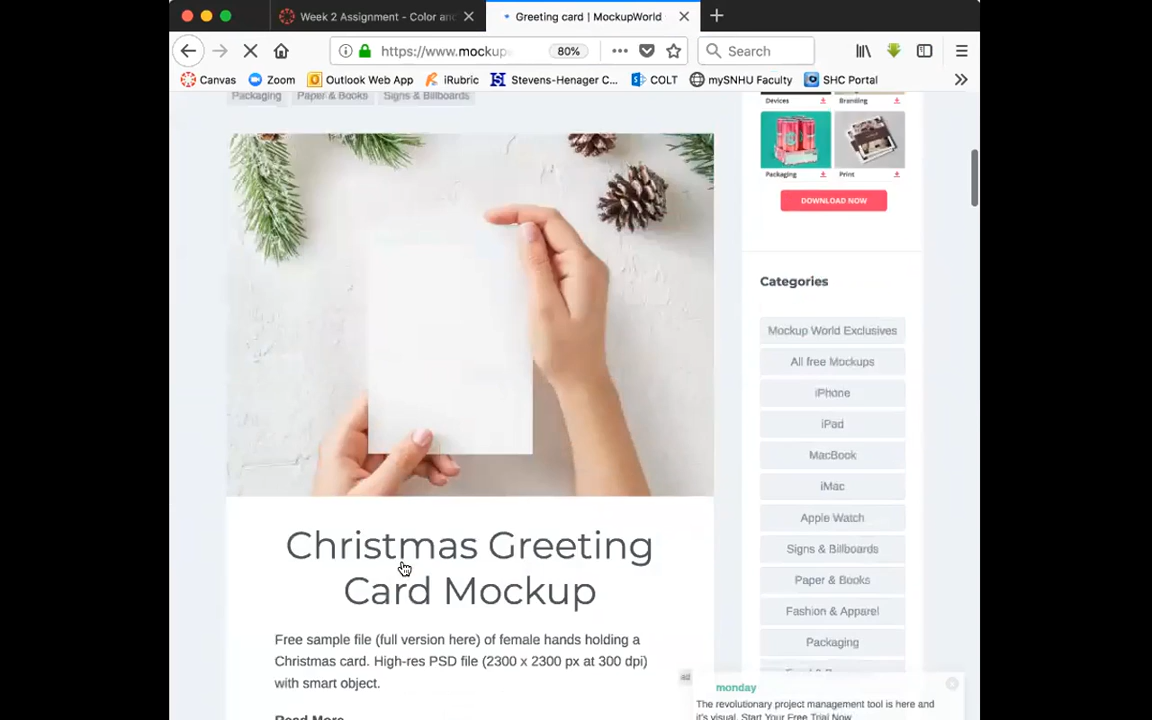 Week 2 Assignment - Color an
Greeting card | MockupWorld
https://www.mockup
80%
Search
Canvas
Zoom
Outlook Web App
iRubric
Stevens-Henager C...
COLT
mySNHU Faculty
SHC Portal
Packaging
Paper & Books
Signs & Billboards
Devices
Branding
Packaging
Print
DOWNLOAD NOW
Categories
Mockup World Exclusives
All free Mockups
iPhone
iPad
MacBook
iMac
Apple Watch
Signs & Billboards
Paper & Books
Fashion & Apparel
Packaging
Christmas Greeting
Card Mockup
Free sample file (full version here) of female hands holding a
Christmas card. High-res PSD file (2300 x 2300 px at 300 dpi)
with smart object.
Read More
ad
monday
The revolutionary project management tool is here and
it's visual. Start Your Free Trial Now